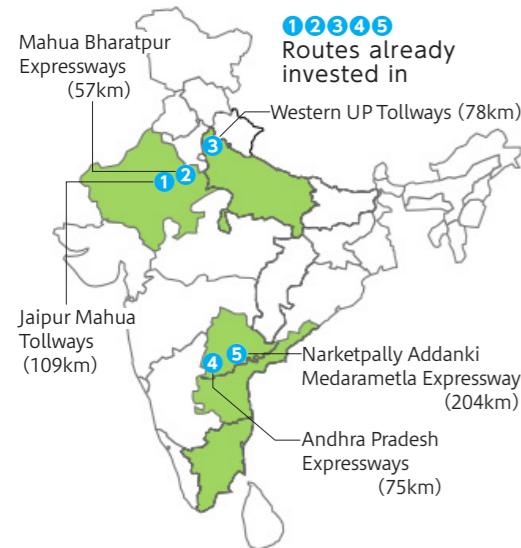 ❶❷❸❹❺
Routes already
invested in
Mahua Bharatpur
Expressways
(57km)
Western UP Tollways (78km)
3
1
2
Jaipur Mahua
Tollways
(109km)
4
5
Narketpally Addanki
Medarametla Expressway
(204km)
Andhra Pradesh
Expressways
(75km)